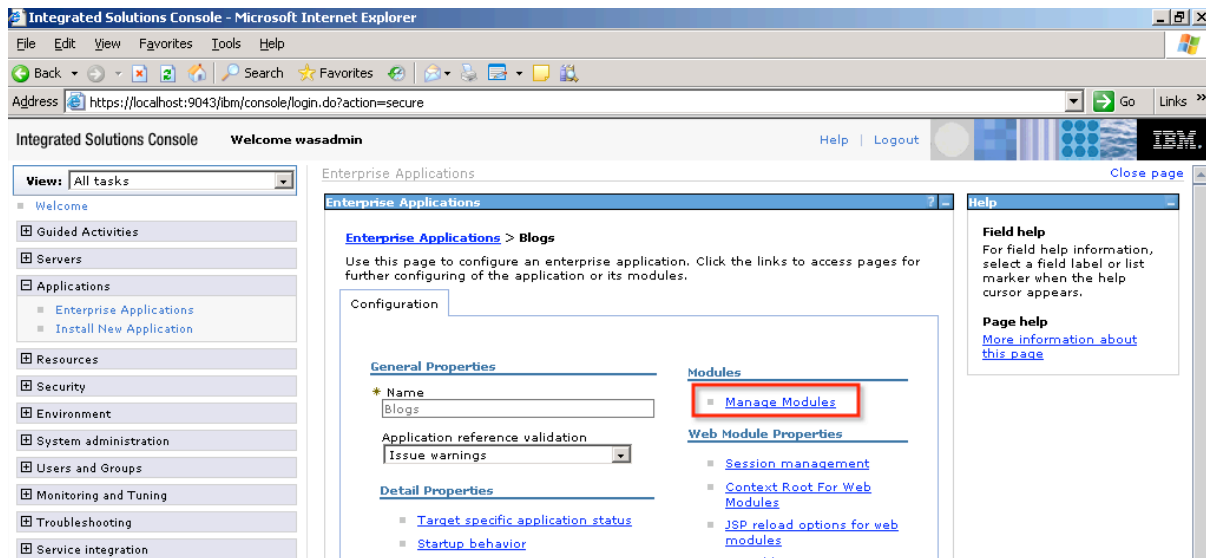 Integrated Solutions Console - Microsoft Internet Explorer
File Edit View Favorites Tools Help
Back Search Favorites
Address https://localhost:9043/ibm/console/login.do?action=secure Go Links »
Integrated Solutions Console Welcome wasadmin Help | Logout IBM.
View: All tasks
Welcome
Guided Activities
Servers
Applications
Enterprise Applications
Install New Application
Resources
Security
Environment
System administration
Users and Groups
Monitoring and Tuning
Troubleshooting
Service integration
Enterprise Applications Close page
Enterprise Applications ? -
Enterprise Applications > Blogs
Use this page to configure an enterprise application. Click the links to access pages for
further configuring of the application or its modules.
Configuration
General Properties
* Name
Blogs
Application reference validation
Issue warnings
Detail Properties
Target specific application status
Startup behavior
Modules
Manage Modules
Web Module Properties
Session management
Context Root For Web
Modules
JSP reload options for web
modules
Help -
Field help
For field help information,
select a field label or list
marker when the help
cursor appears.
Page help
More information about
this page